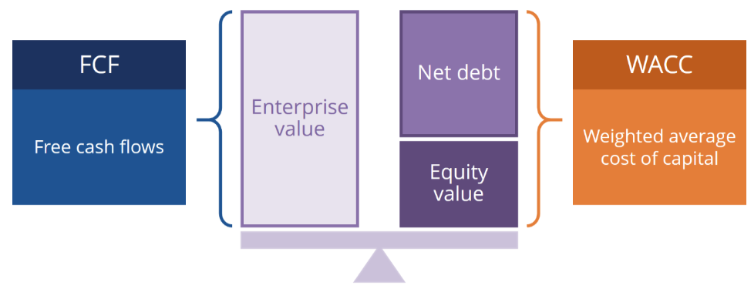 FCF
Free cash flows
Enterprise
value
Net debt
Equity
value
WACC
Weighted average
cost of capital